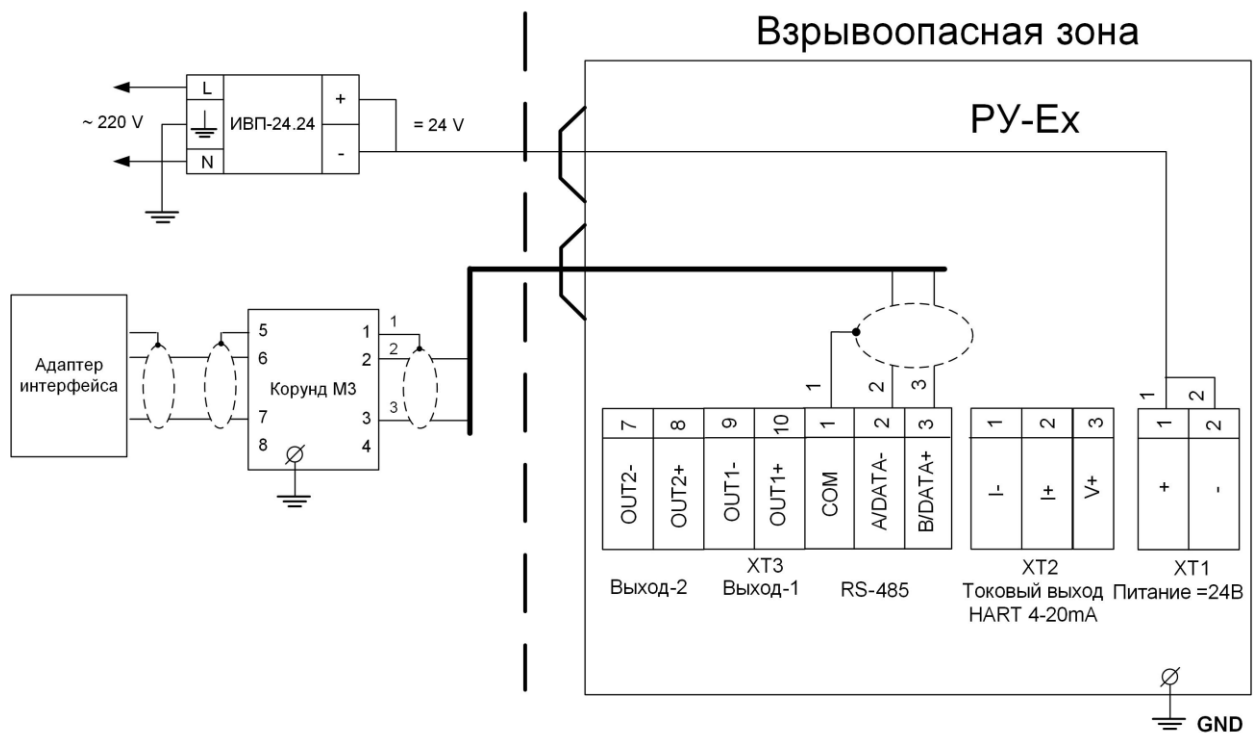 Взрывоопасная зона
РУ-Ex
L
N
~ 220 V
ИВП-24.24
+
-
= 24 V
Адаптер
интерфейса
5
6
7
8
Корунд М3
1
2
3
4
1
2
3
1
2
3
1
2
7
8
9
10
1
2
3
OUT2-
OUT2+
OUT1-
OUT1+
COM
A/DATA-
B/DATA+
1
2
3
I-
I+
V+
1
2
+
-
XT3
Выход-2
Выход-1
RS-485
XT2
Токовый выход
HART 4-20mA
XT1
Питание =24В
GND